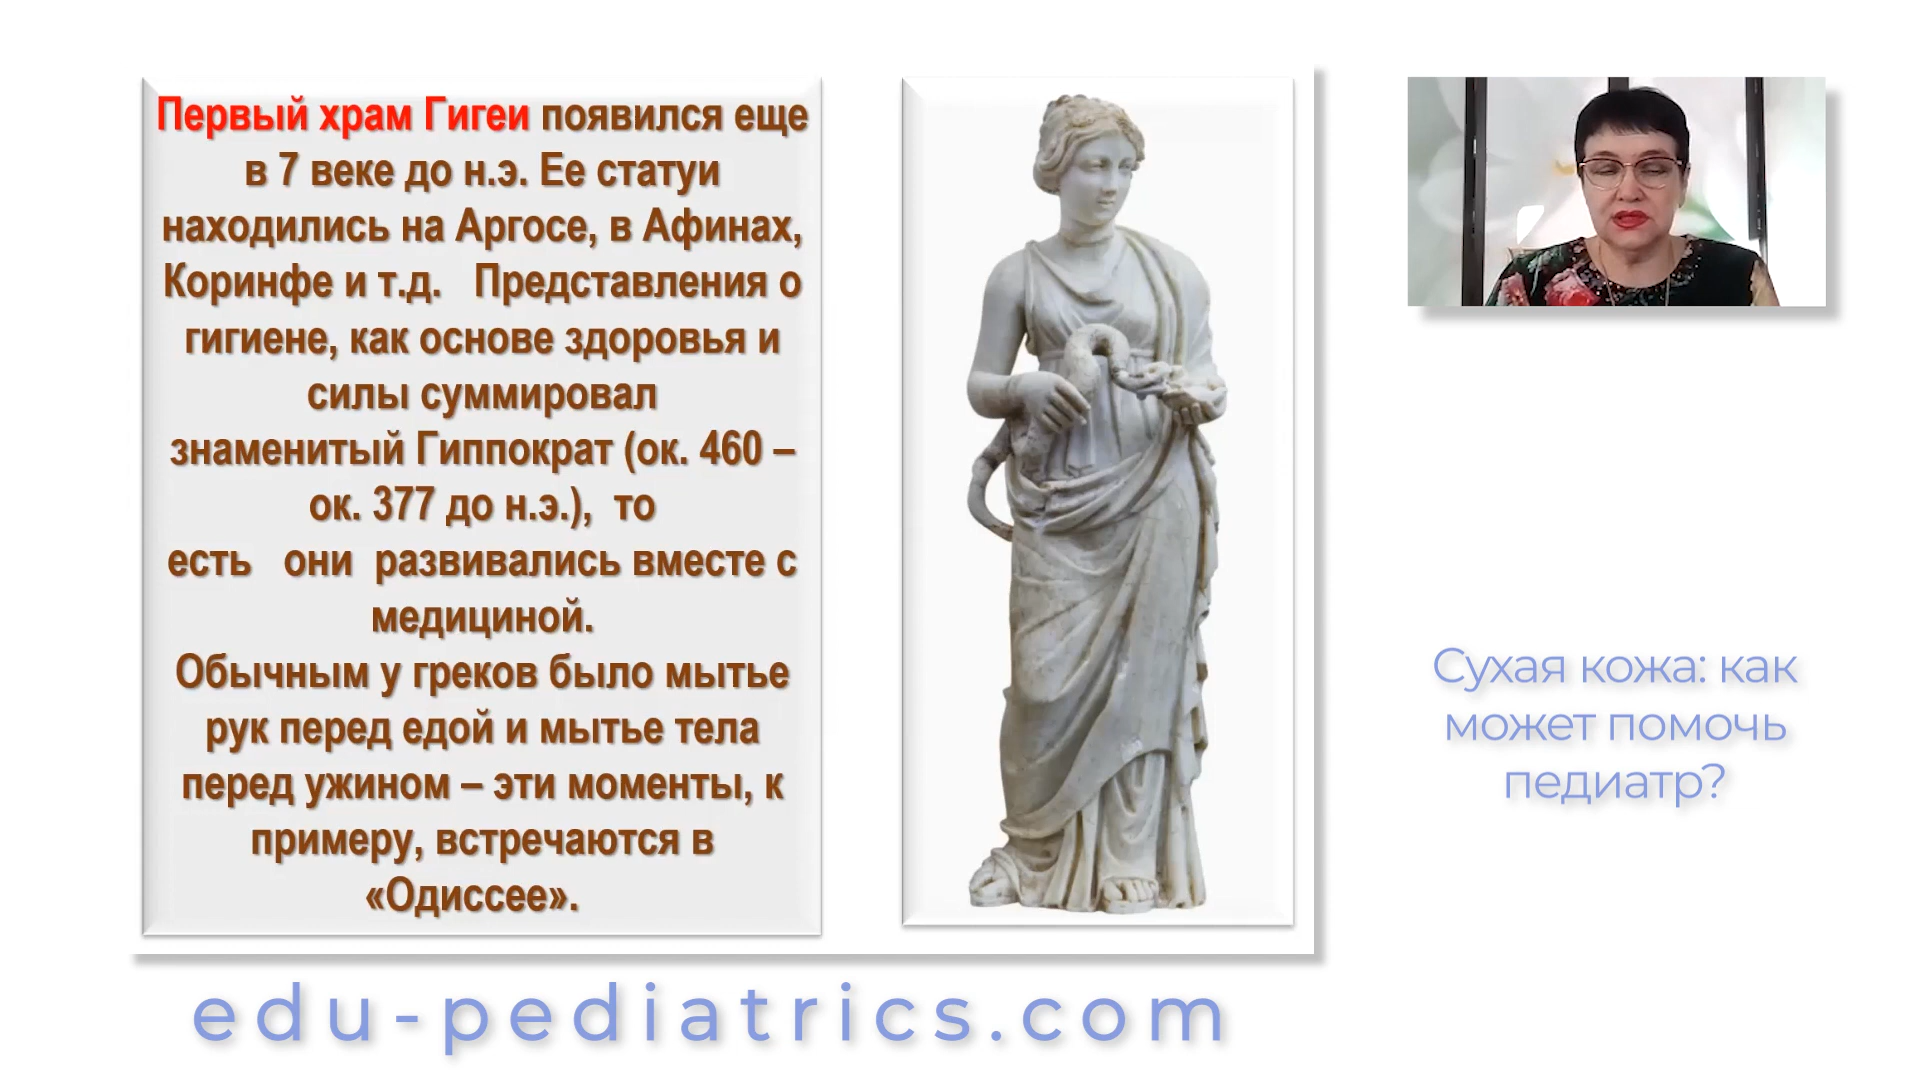 Первый храм Гигеи появился еще
в 7 веке до н.э. Ее статуи
находились на Аргосе, в Афинах,
Коринфе и т.д. Представления о
гигиене, как основе здоровья и
силы суммировал
знаменитый Гиппократ (ок. 460 –
ок. 377 до н.э.), то
есть они развивались вместе с
медициной.
Обычным у греков было мытье
рук перед едой и мытье тела
перед ужином – эти моменты, к
примеру, встречаются в
«Одиссее».
Сухая кожа: как
может помочь
педиатр?
edu-pediatrics.com